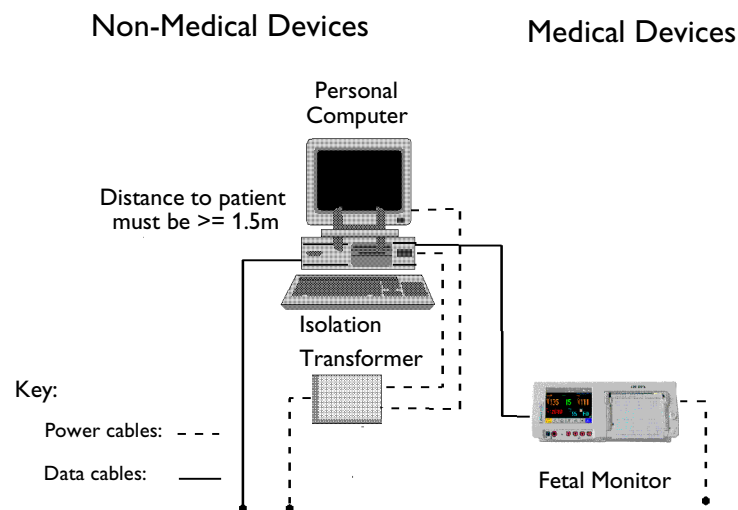 Non-Medical Devices
Medical Devices
Personal
Computer
Distance to patient
must be >= 1.5m
Isolation
Transformer
Key:
Power cables:
Data cables:
Fetal Monitor